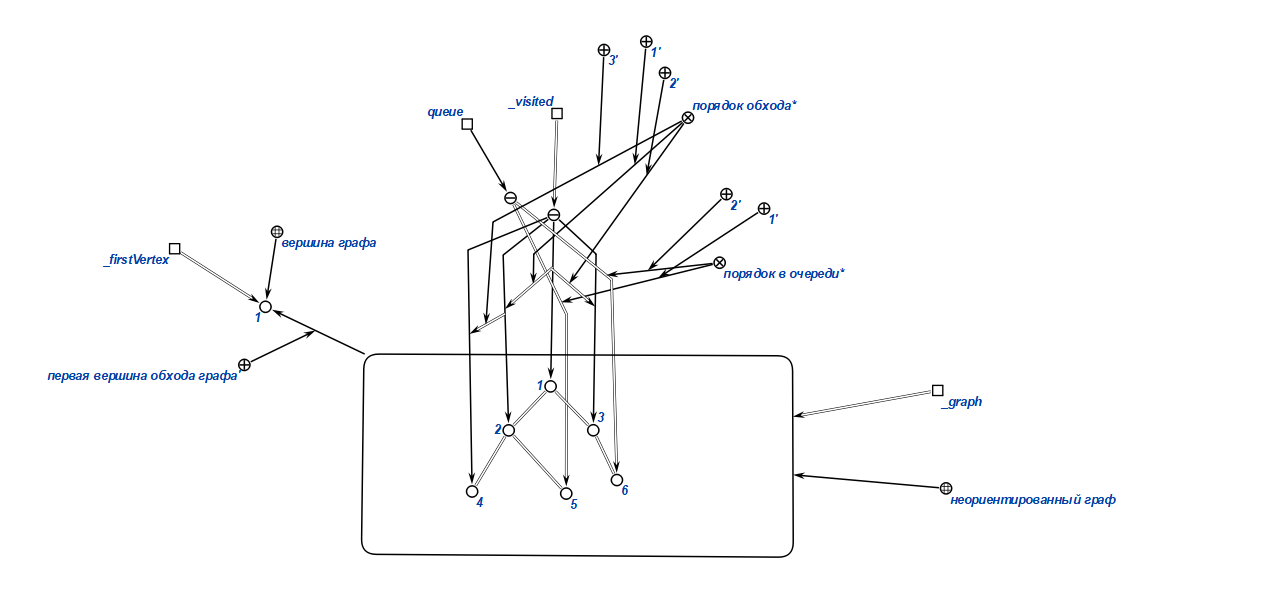 3'
1'
2'
_visited
queue
порядок обхода*
2'
1'
вершина графа
_firstVertex
порядок в очереди*
1
первая вершина обхода графа'
1
2
3
_graph
4
5
6
неориентированный граф